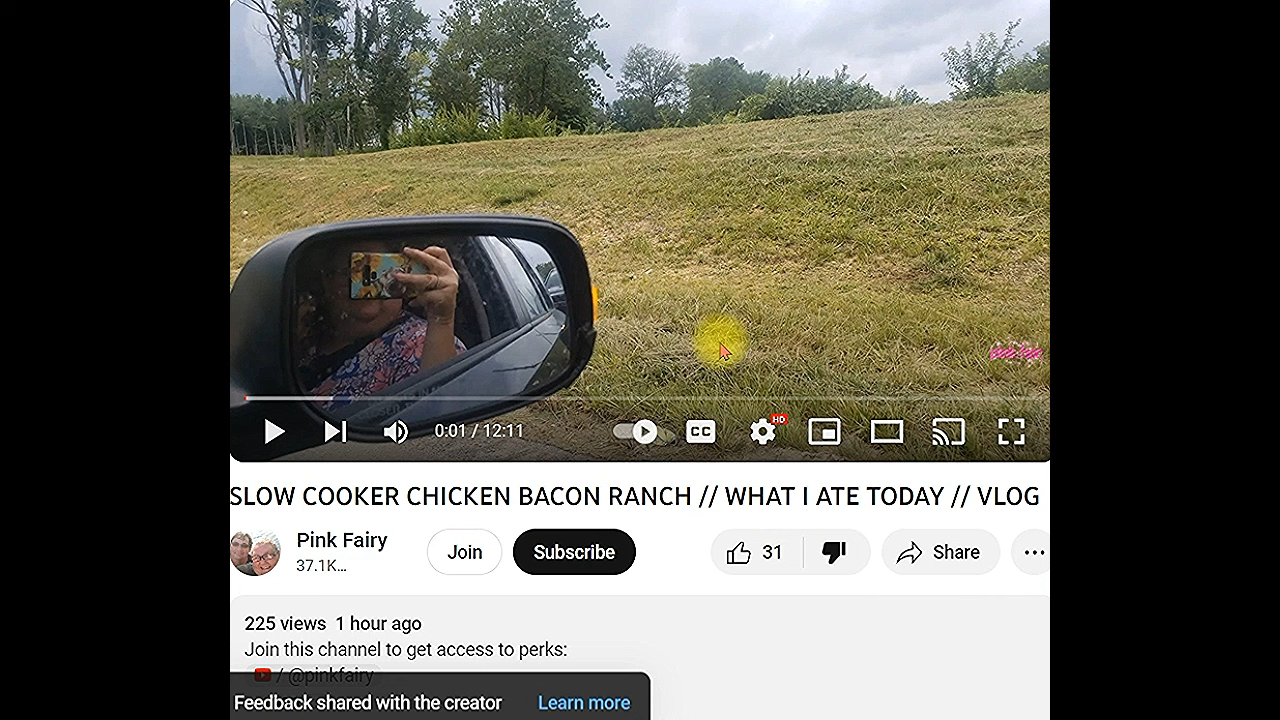 HD
CC
0:01 / 12:11
SLOW COOKER CHICKEN BACON RANCH // WHAT I ATE TODAY // VLOG
Pink Fairy
37.1K...
Join
Subscribe
31
Share
...
225 views 1 hour ago
Join this channel to get access to perks:
/ @pinkfairy
Feedback shared with the creator Learn more